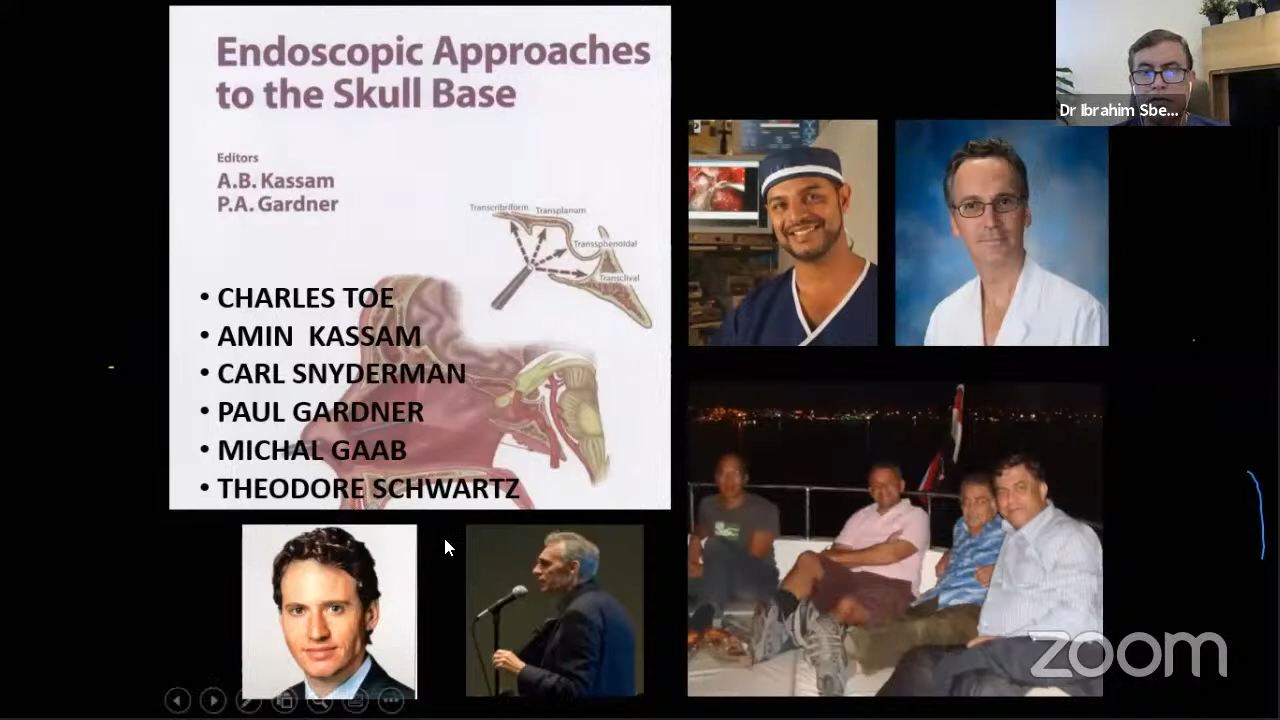 Endoscopic Approaches
to the Skull Base
Editors
A.B. Kassam
P.A. Gardner
Transcribriform
Transplanum
Transsphenoidal
Transclival
• CHARLES TOE
• AMIN KASSAM
• CARL SNYDERMAN
• PAUL GARDNER
• MICHAL GAAB
• THEODORE SCHWARTZ
Dr Ibrahim Sbe...
zoom